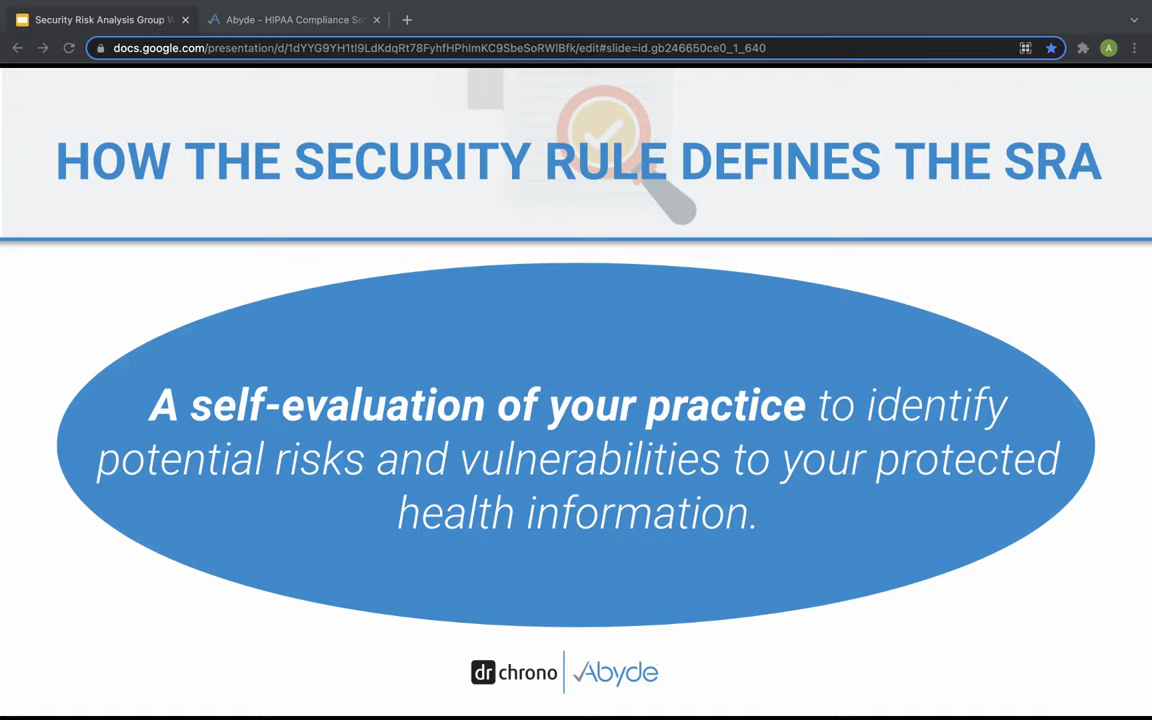 Security Risk Analysis Group
Abyde - HIPAA Compliance So
docs.google.com/presentation/d/1dYYG9YH1tl9LdKdqRt78FyhfHPhlmKC9SbeSoRWlBfk/edit#slide=id.gb246650ce0_1_640
A
HOW THE SECURITY RULE DEFINES THE SRA
A self-evaluation of your practice to identify
potential risks and vulnerabilities to your protected
health information.
dr chrono Abyde